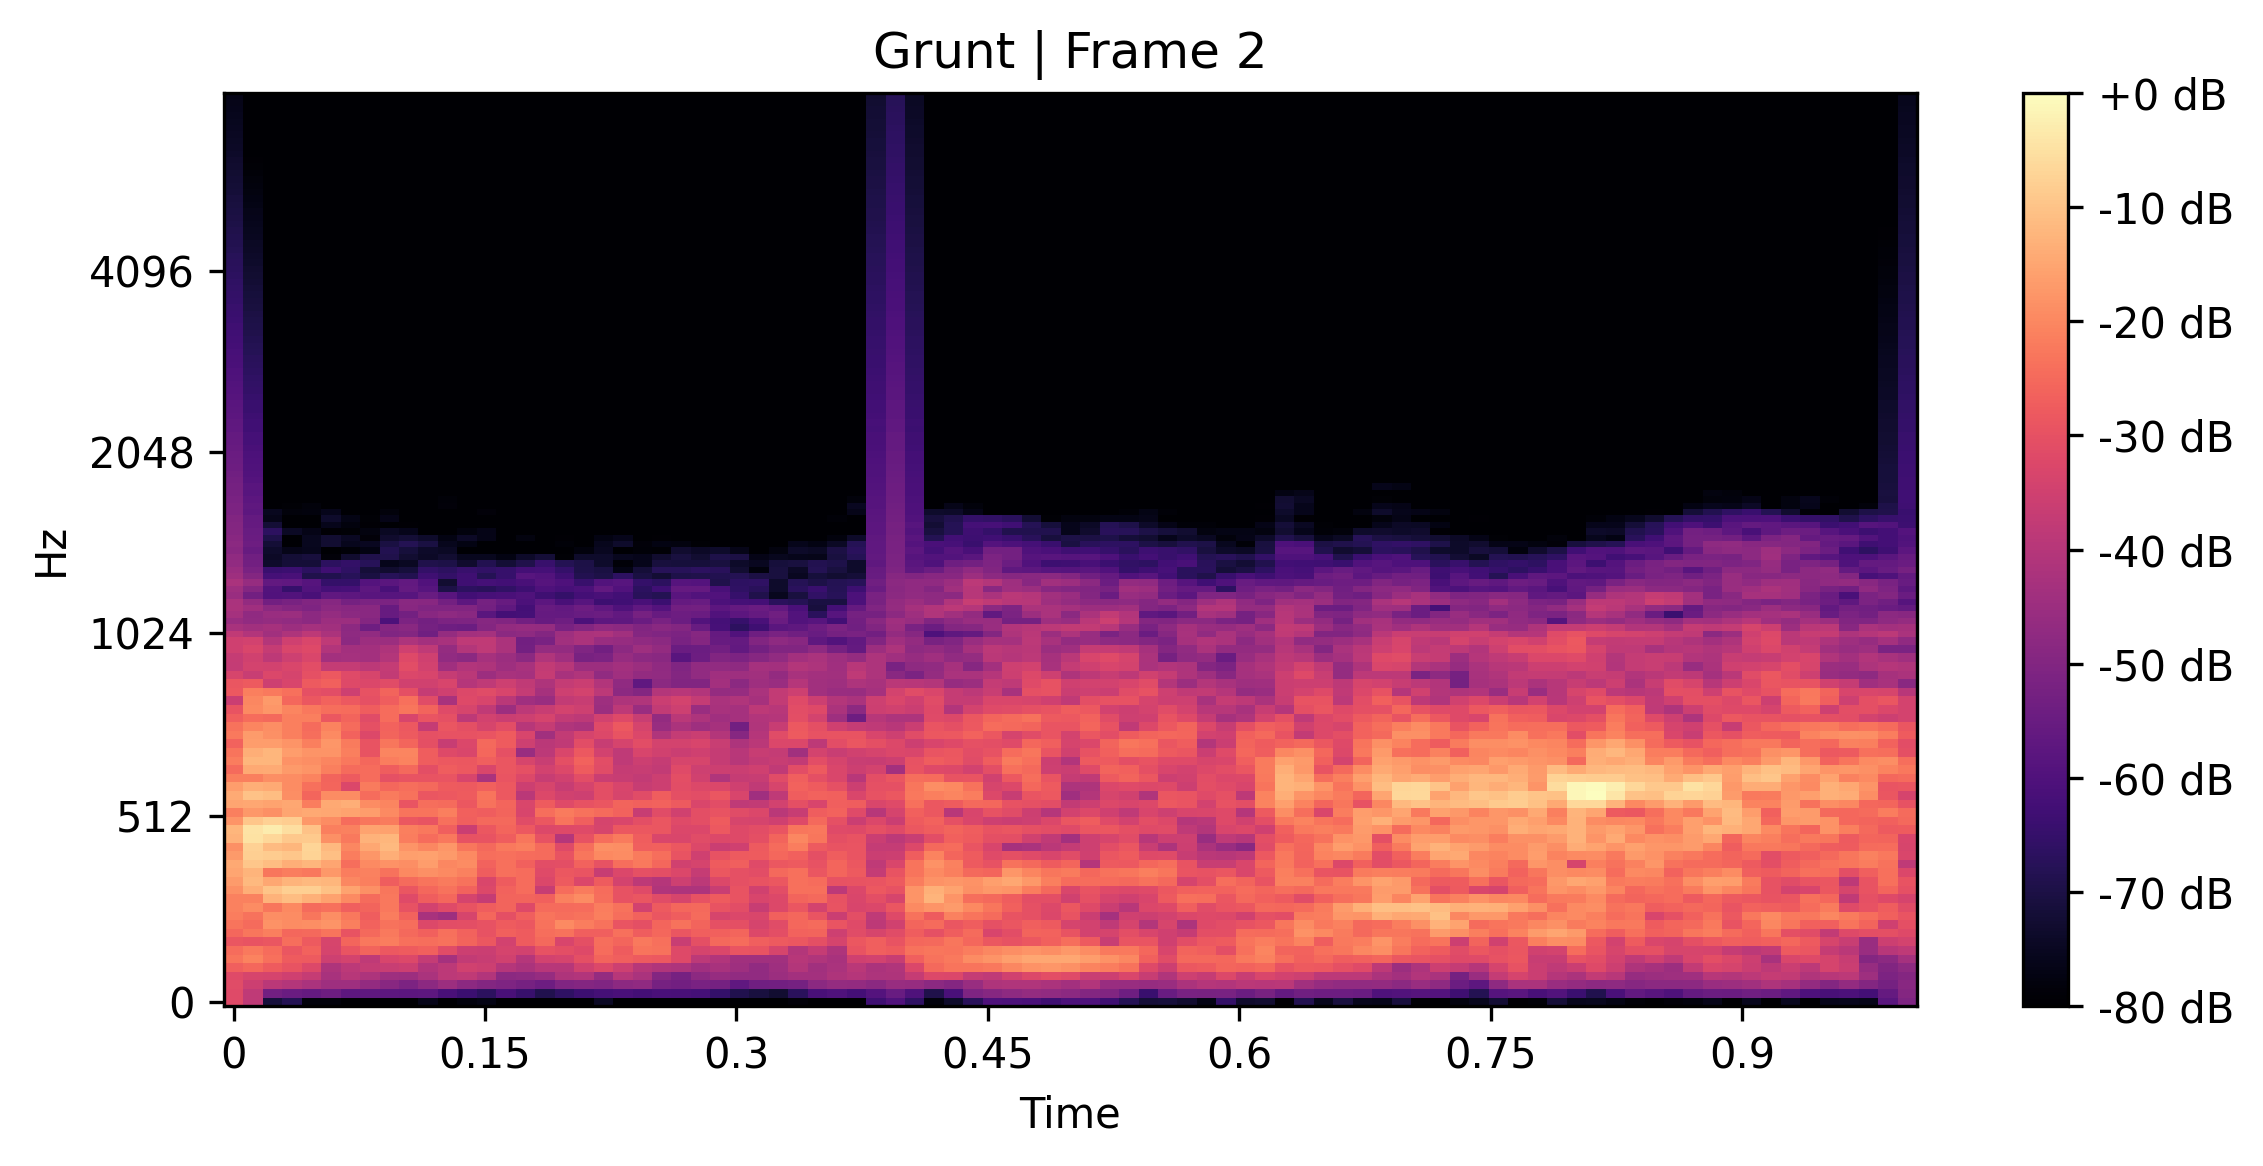 Grunt | Frame 2
Hz
4096
2048
1024
512
0
0 0.15 0.3 0.45 0.6 0.75 0.9
Time
+0 dB
-10 dB
-20 dB
-30 dB
-40 dB
-50 dB
-60 dB
-70 dB
-80 dB